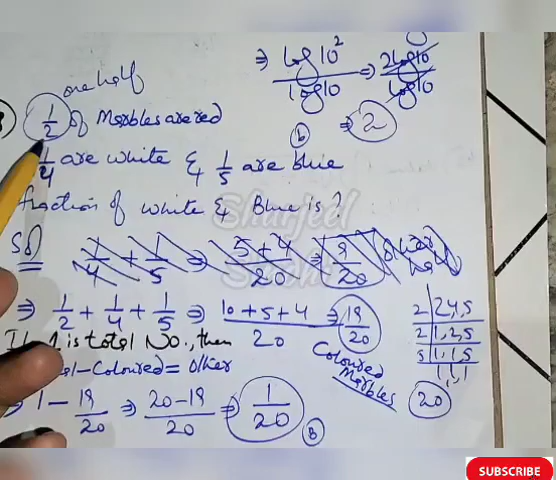 ⇒ log 10² / log 10 ⇒ 2log10 / log10
one half
1/2 of Marbles are red
⇒ 2
b
1/4 are white & 1/5 are blue
fraction of white & Blue is?
Sharjeel
Sol
1/4 + 1/5 ⇒ 5+4 / 20 ⇒ 9/20
⇒ 1/2 + 1/4 + 1/5 ⇒ 10+5+4 / 20 ⇒ 19/20
2 | 2,4,5
2 | 1,2,5
5 | 1,1,5
1,1,1
20
If 1 is total No., then
Coloured Marbles
- Coloured = other
⇒ 1 - 19/20 ⇒ 20-19 / 20 ⇒ 1/20
B
SUBSCRIBE